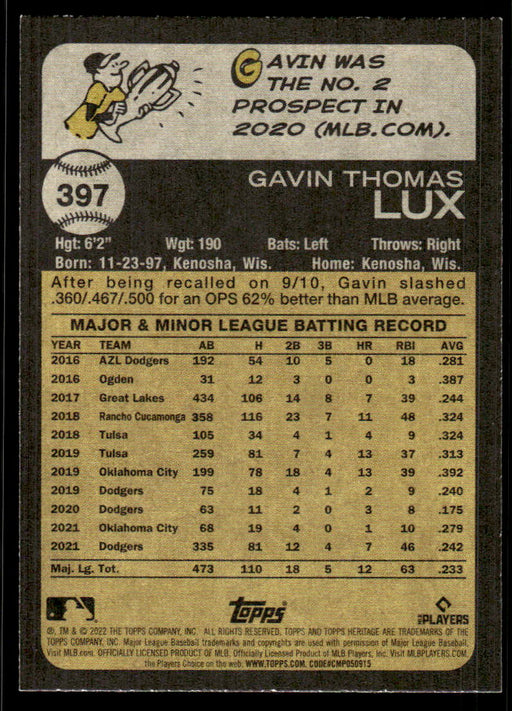 GAVIN WAS
THE NO. 2
PROSPECT IN
2020 (MLB.COM).
397
GAVIN THOMAS
LUX
Hgt: 6'2" Wgt: 190 Bats: Left Throws: Right
Born: 11-23-97, Kenosha, Wis. Home: Kenosha, Wis.
After being recalled on 9/10, Gavin slashed
.360/.467/.500 for an OPS 62% better than MLB average.
MAJOR & MINOR LEAGUE BATTING RECORD
YEAR TEAM AB H 2B 3B HR RBI AVG
2016 AZL Dodgers 192 54 10 5 0 18 .281
2016 Ogden 31 12 3 0 0 3 .387
2017 Great Lakes 434 106 14 8 7 39 .244
2018 Rancho Cucamonga 358 116 23 7 11 48 .324
2018 Tulsa 105 34 4 1 4 9 .324
2019 Tulsa 259 81 7 4 13 37 .313
2019 Oklahoma City 199 78 18 4 13 39 .392
2019 Dodgers 75 18 4 1 2 9 .240
2020 Dodgers 63 11 2 0 3 8 .175
2021 Oklahoma City 68 19 4 0 1 10 .279
2021 Dodgers 335 81 12 4 7 46 .242
Maj. Lg. Tot. 473 110 18 5 12 63 .233
Topps
MLB PLAYERS
®, TM & © 2022 THE TOPPS COMPANY, INC. ALL RIGHTS RESERVED. TOPPS AND TOPPS HERITAGE ARE TRADEMARKS OF THE
TOPPS COMPANY, INC. Major League Baseball trademarks and copyrights are used with permission of Major League Baseball. Visit
MLB.com. OFFICIALLY LICENSED PRODUCT OF MLB. Officially Licensed Product of MLB Players, Inc. Visit MLBPLAYERS.COM,
the Players Choice on the web. WWW.TOPPS.COM. CODE#CMP050915